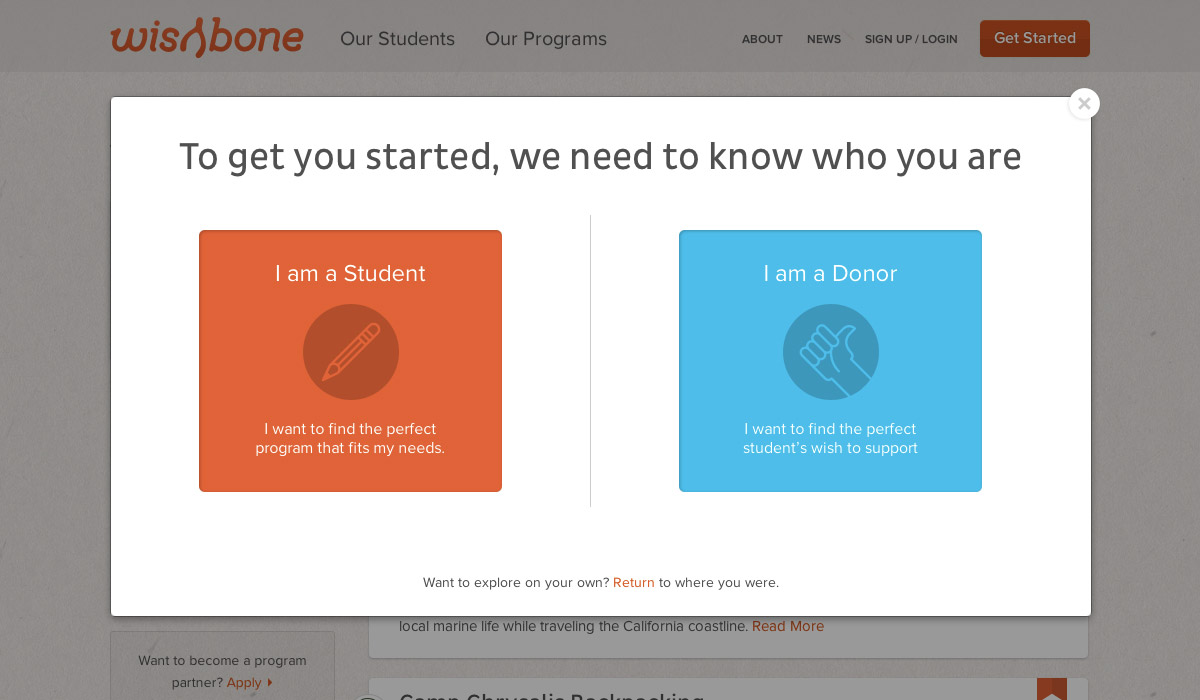 wishbone
Our Students
Our Programs
ABOUT
NEWS
SIGN UP / LOGIN
Get Started
To get you started, we need to know who you are
I am a Student
I want to find the perfect
program that fits my needs.
I am a Donor
I want to find the perfect
student’s wish to support
Want to explore on your own? Return to where you were.
local marine life while traveling the California coastline. Read More
Want to become a program
partner? Apply
Camp Chrysalis Backpacking